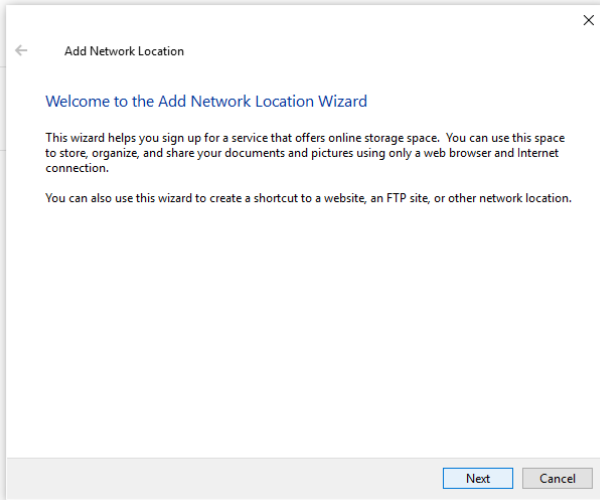 Add Network Location
Welcome to the Add Network Location Wizard
This wizard helps you sign up for a service that offers online storage space.  You can use this space
to store, organize, and share your documents and pictures using only a web browser and Internet
connection.
You can also use this wizard to create a shortcut to a website, an FTP site, or other network location.
Next
Cancel